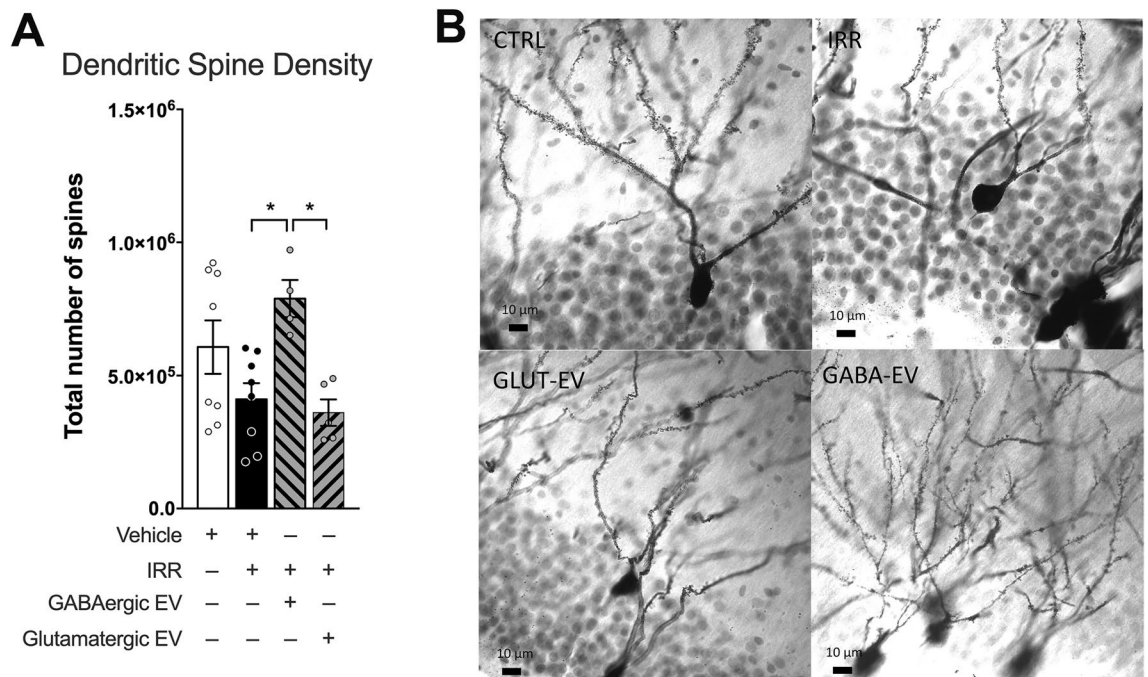 A
Dendritic Spine Density
1.5×10⁶
1.0×10⁶
5.0×10⁵
0.0
Total number of spines
* *
Vehicle + + – –
IRR – + + +
GABAergic EV – – + –
Glutamatergic EV – – – +
B
CTRL
10 µm
IRR
10 µm
GLUT-EV
10 µm
GABA-EV
10 µm